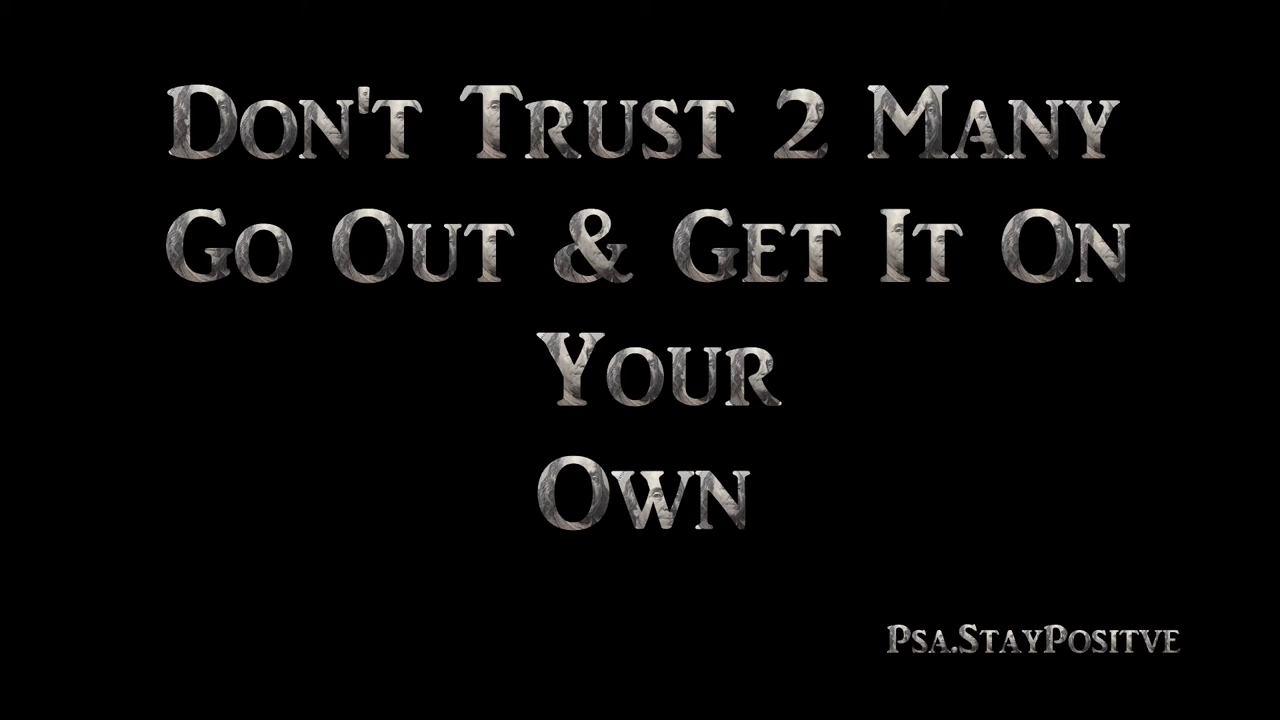 Don't Trust 2 Many
Go Out & Get It On
Your
Own
Psa.StayPositve